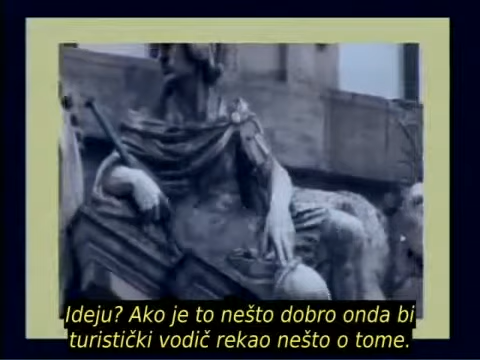 Ideju? Ako je to nešto dobro onda bi
turistički vodič rekao nešto o tome.